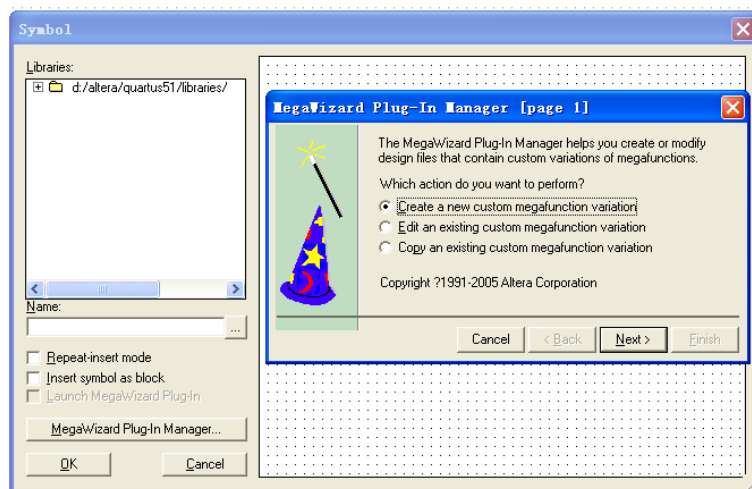 Symbol
Libraries:
d:/altera/quartus51/libraries/
Name:
...
Repeat-insert mode
Insert symbol as block
Launch MegaWizard Plug-In
MegaWizard Plug-In Manager...
OK
Cancel
MegaWizard Plug-In Manager [page 1]
The MegaWizard Plug-In Manager helps you create or modify
design files that contain custom variations of megafunctions.
Which action do you want to perform?
Create a new custom megafunction variation
Edit an existing custom megafunction variation
Copy an existing custom megafunction variation
Copyright ?1991-2005 Altera Corporation
Cancel
< Back
Next >
Finish